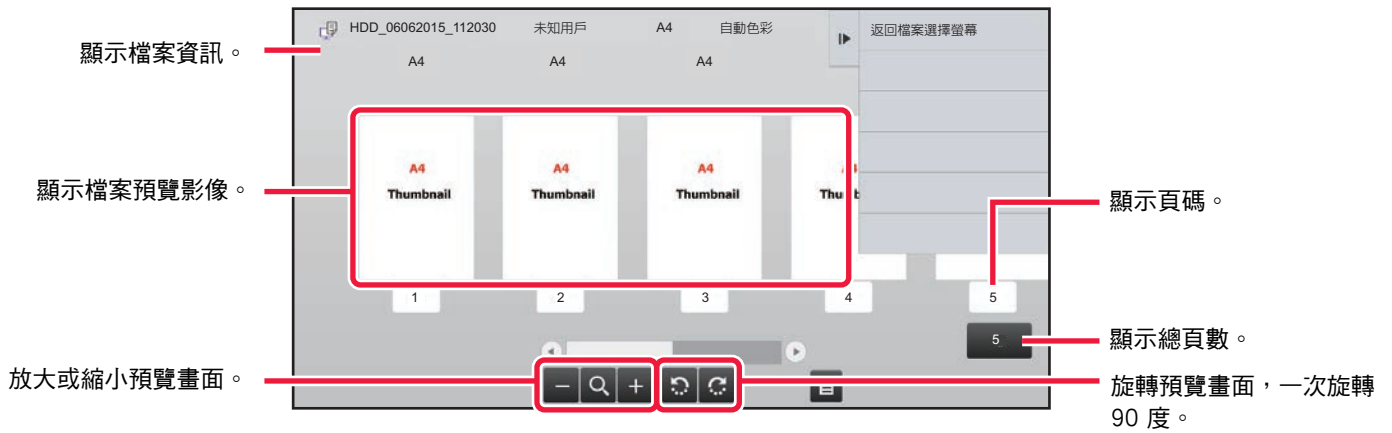 HDD_06062015_112030 未知用戶 A4 自動色彩 返回檔案選擇螢幕
顯示檔案資訊。
A4 A4 A4
A4 A4 A4
顯示檔案預覽影像。
Thumbnail Thumbnail Thumbnail Thu
顯示頁碼。
1 2 3 4 5
5
顯示總頁數。
放大或縮小預覽畫面。
旋轉預覽畫面，一次旋轉
90 度。